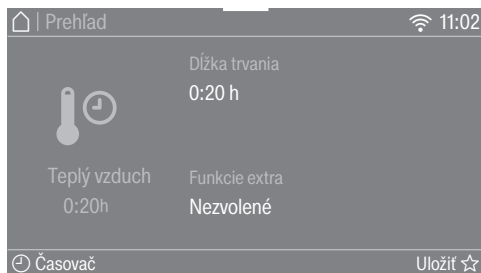 | Prehľad
11:02
Dĺžka trvania
0:20 h
Teplý vzduch
0:20h
Funkcie extra
Nezvolené
Časovač
Uložiť